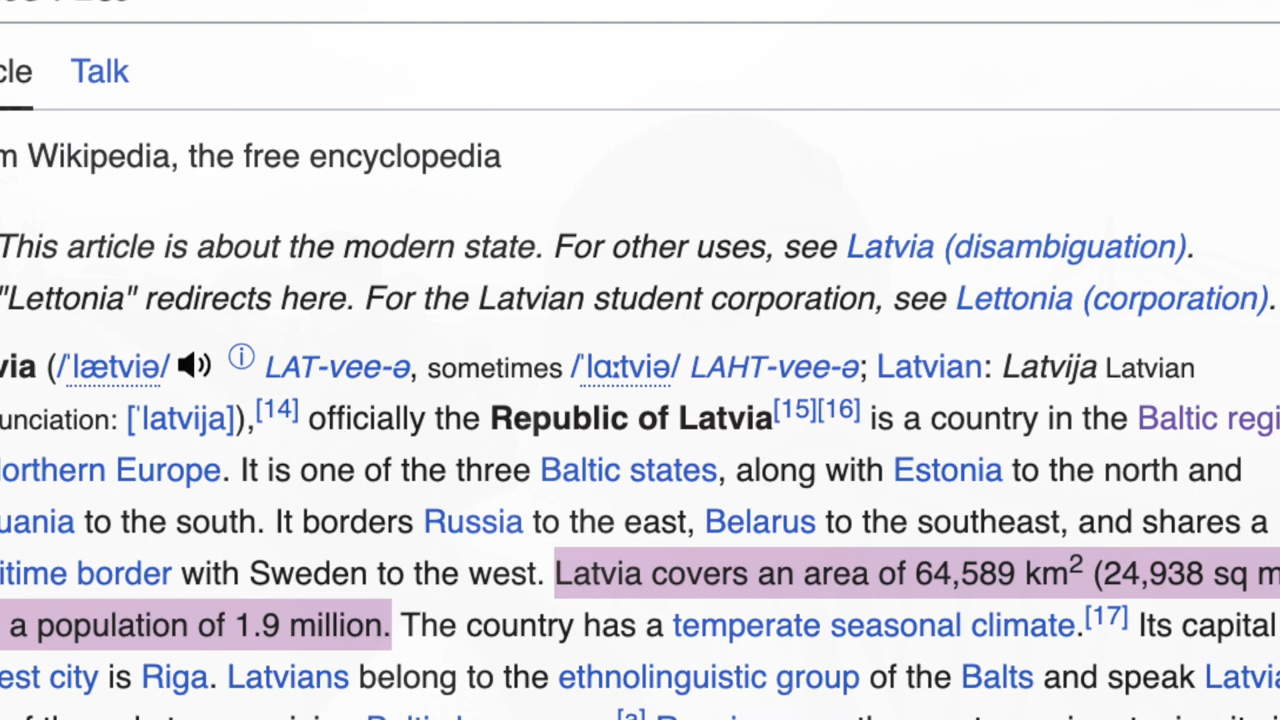 cle Talk
m Wikipedia, the free encyclopedia
This article is about the modern state. For other uses, see Latvia (disambiguation).
"Lettonia" redirects here. For the Latvian student corporation, see Lettonia (corporation).
via (/ˈlætviə/ ⓘ LAT-vee-ə, sometimes /ˈlɑːtviə/ LAHT-vee-ə; Latvian: Latvija Latvian
unciation: [ˈlatvija]),[14] officially the Republic of Latvia[15][16] is a country in the Baltic regi
orthern Europe. It is one of the three Baltic states, along with Estonia to the north and
uania to the south. It borders Russia to the east, Belarus to the southeast, and shares a
itime border with Sweden to the west. Latvia covers an area of 64,589 km² (24,938 sq m
a population of 1.9 million. The country has a temperate seasonal climate.[17] Its capital
est city is Riga. Latvians belong to the ethnolinguistic group of the Balts and speak Latvia